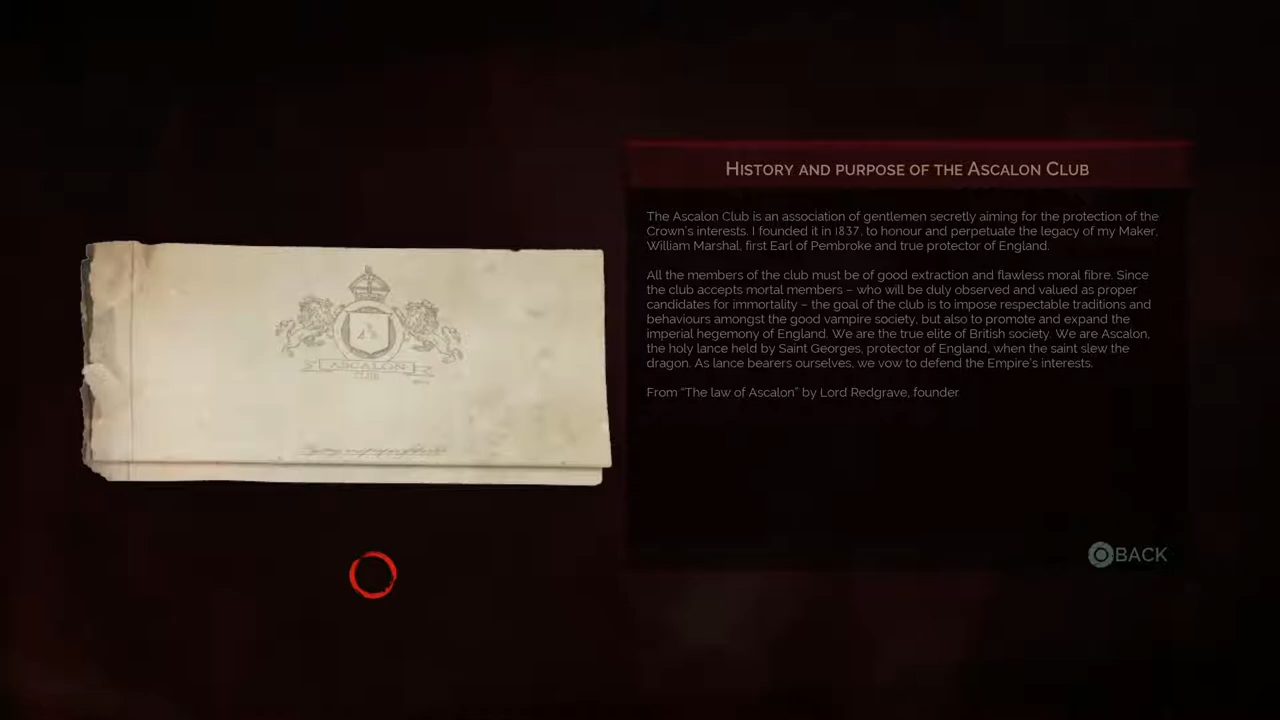 HISTORY AND PURPOSE OF THE ASCALON CLUB
The Ascalon Club is an association of gentlemen secretly aiming for the protection of the
Crown's interests. I founded it in 1837, to honour and perpetuate the legacy of my Maker,
William Marshal, first Earl of Pembroke and true protector of England.
All the members of the club must be of good extraction and flawless moral fibre. Since
the club accepts mortal members – who will be duly observed and valued as proper
candidates for immortality – the goal of the club is to impose respectable traditions and
behaviours amongst the good vampire society, but also to promote and expand the
imperial hegemony of England. We are the true elite of British society. We are Ascalon,
the holy lance held by Saint Georges, protector of England, when the saint slew the
dragon. As lance bearers ourselves, we vow to defend the Empire's interests.
From "The law of Ascalon" by Lord Redgrave, founder
A
ASCALON
CLUB
BACK